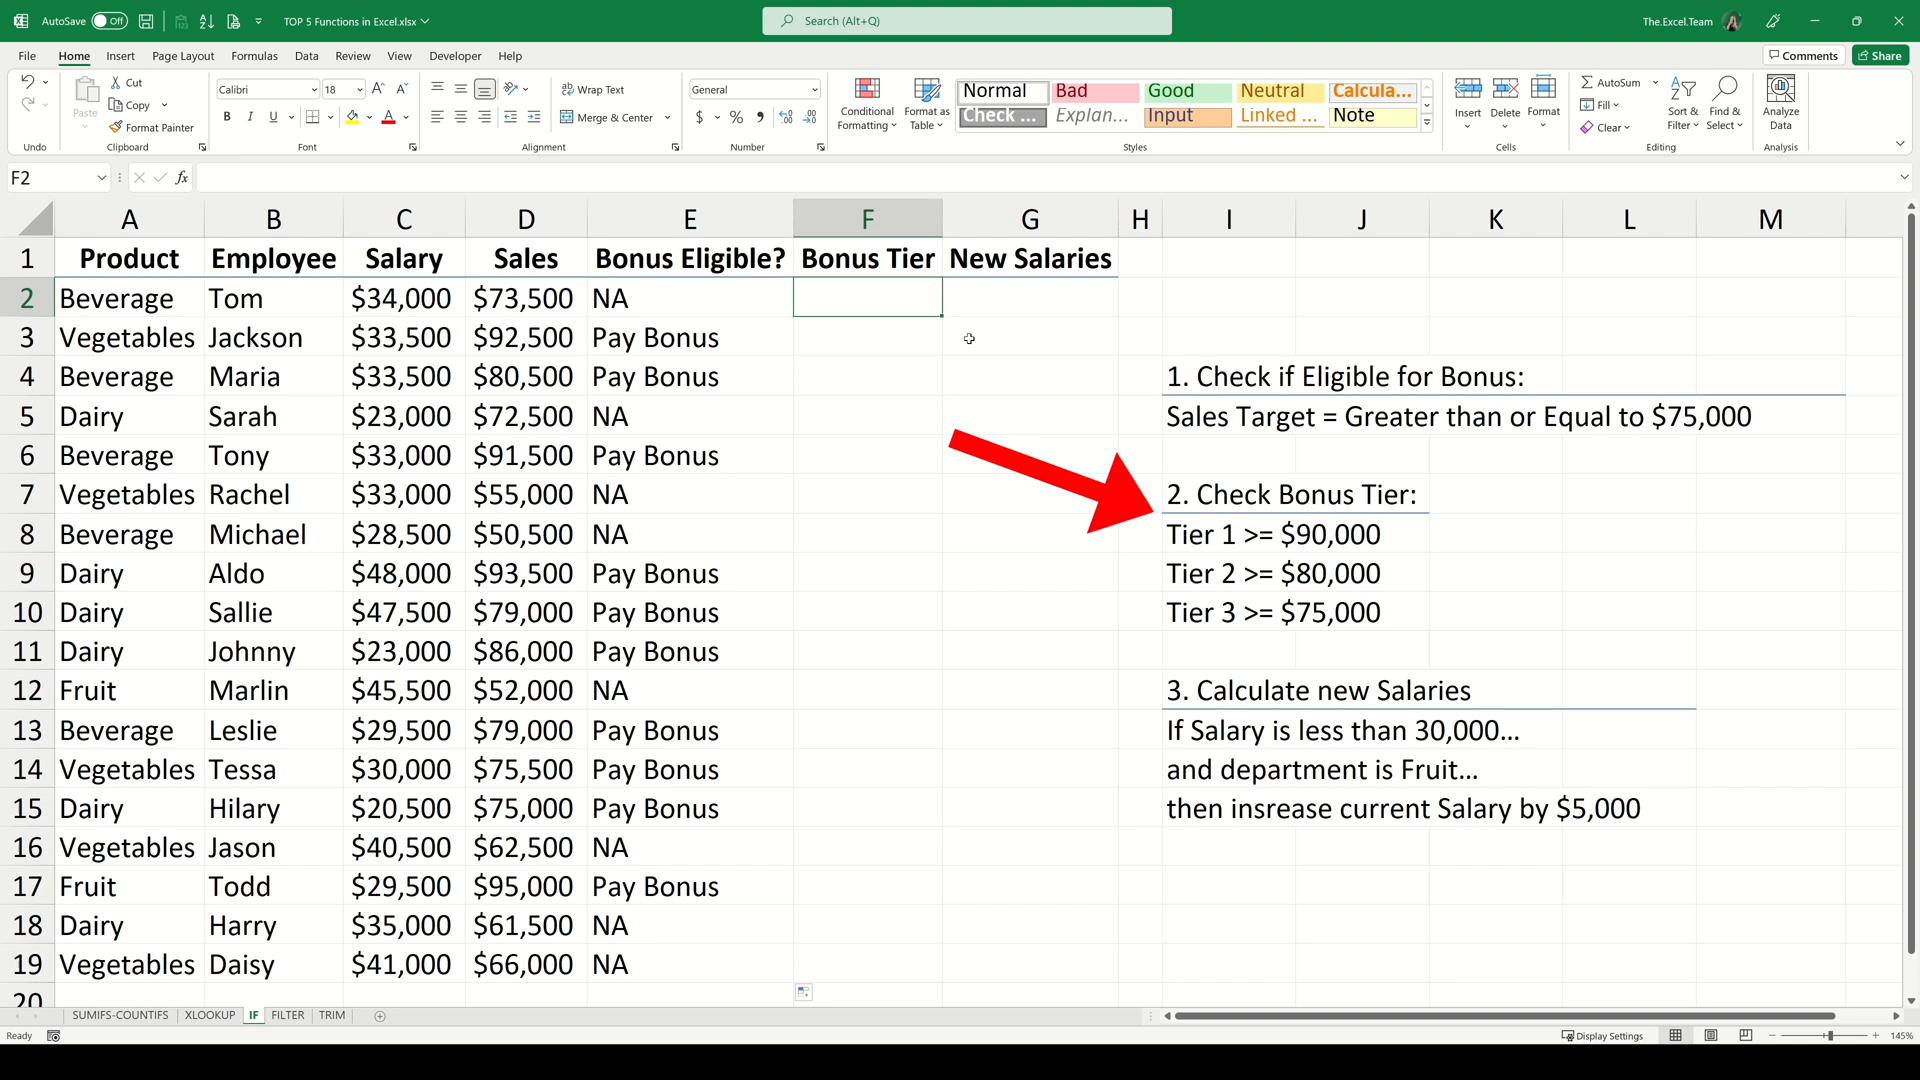 AutoSave Off TOP 5 Functions in Excel.xlsx Search (Alt+Q) The.Excel.Team
File Home Insert Page Layout Formulas Data Review View Developer Help Comments Share
Cut Calibri 18 Wrap Text General Normal Bad Good Neutral Calcula... AutoSum
Paste Copy Conditional Formatting Format as Table Insert Delete Format Fill Sort & Filter Find & Select Analyze Data
Format Painter B I U Merge & Center $ % Check ... Explan... Input Linked ... Note Clear
Undo Clipboard Font Alignment Number Styles Cells Editing Analysis
F2 fx
A B C D E F G H I J K L M
1 Product Employee Salary Sales Bonus Eligible? Bonus Tier New Salaries
2 Beverage Tom $34,000 $73,500 NA
3 Vegetables Jackson $33,500 $92,500 Pay Bonus
4 Beverage Maria $33,500 $80,500 Pay Bonus 1. Check if Eligible for Bonus:
5 Dairy Sarah $23,000 $72,500 NA Sales Target = Greater than or Equal to $75,000
6 Beverage Tony $33,000 $91,500 Pay Bonus
7 Vegetables Rachel $33,000 $55,000 NA 2. Check Bonus Tier:
8 Beverage Michael $28,500 $50,500 NA Tier 1 >= $90,000
9 Dairy Aldo $48,000 $93,500 Pay Bonus Tier 2 >= $80,000
10 Dairy Sallie $47,500 $79,000 Pay Bonus Tier 3 >= $75,000
11 Dairy Johnny $23,000 $86,000 Pay Bonus
12 Fruit Marlin $45,500 $52,000 NA 3. Calculate new Salaries
13 Beverage Leslie $29,500 $79,000 Pay Bonus If Salary is less than 30,000...
14 Vegetables Tessa $30,000 $75,500 Pay Bonus and department is Fruit...
15 Dairy Hilary $20,500 $75,000 Pay Bonus then insrease current Salary by $5,000
16 Vegetables Jason $40,500 $62,500 NA
17 Fruit Todd $29,500 $95,000 Pay Bonus
18 Dairy Harry $35,000 $61,500 NA
19 Vegetables Daisy $41,000 $66,000 NA
20
SUMIFS-COUNTIFS XLOOKUP IF FILTER TRIM
Ready Display Settings 145%